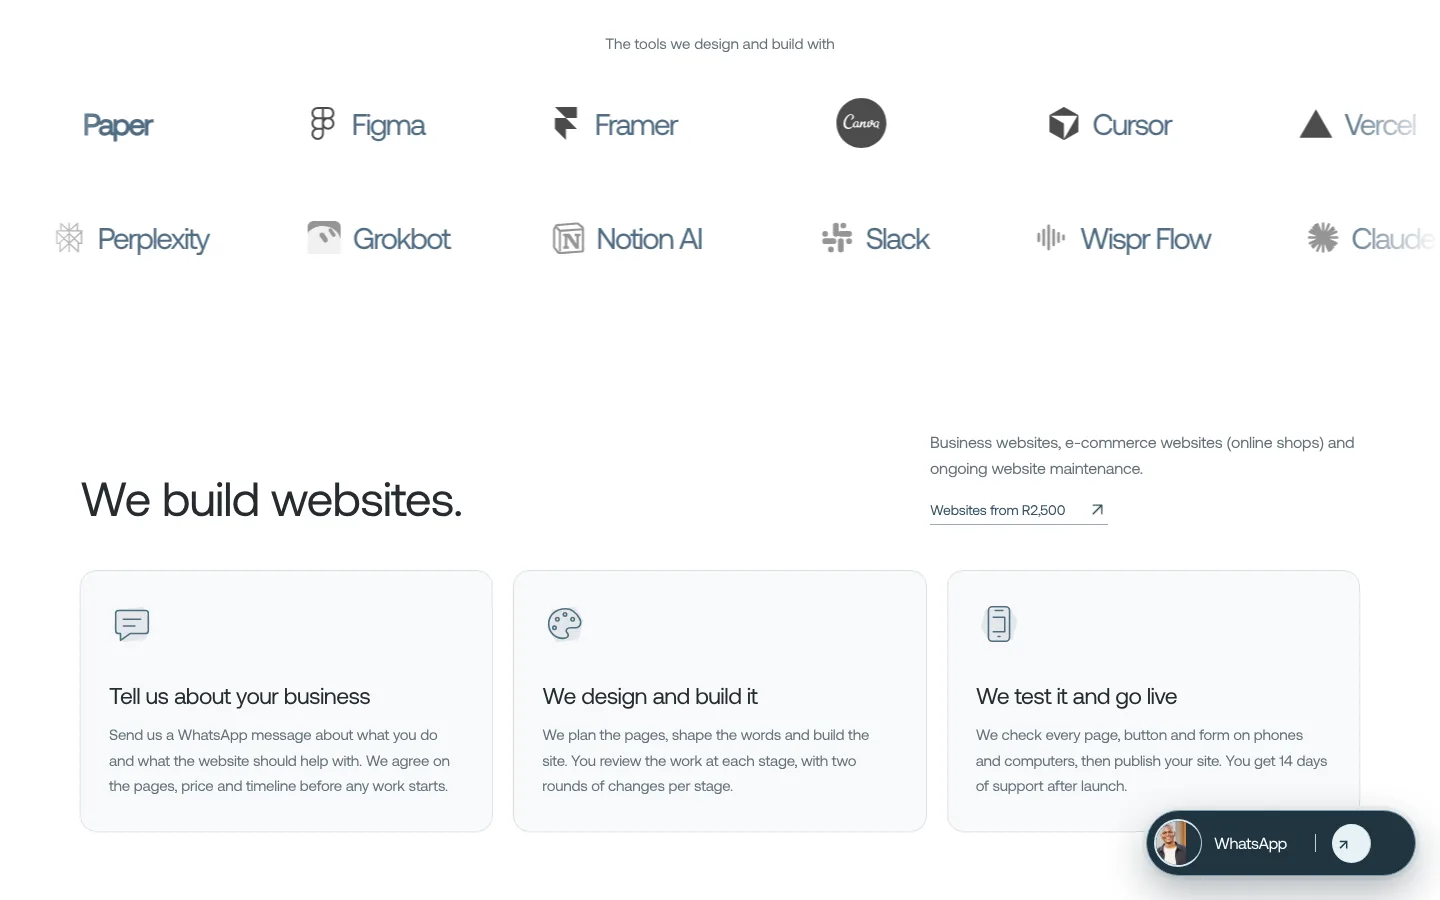 The tools we design and build with
Paper
Figma
Framer
Canva
Cursor
Vercel
Perplexity
Grokbot
Notion AI
Slack
Wispr Flow
Claude
We build websites.
Business websites, e-commerce websites (online shops) and
ongoing website maintenance.
Websites from R2,500
Tell us about your business
Send us a WhatsApp message about what you do
and what the website should help with. We agree on
the pages, price and timeline before any work starts.
We design and build it
We plan the pages, shape the words and build the
site. You review the work at each stage, with two
rounds of changes per stage.
We test it and go live
We check every page, button and form on phones
and computers, then publish your site. You get 14 days
of support after launch.
WhatsApp